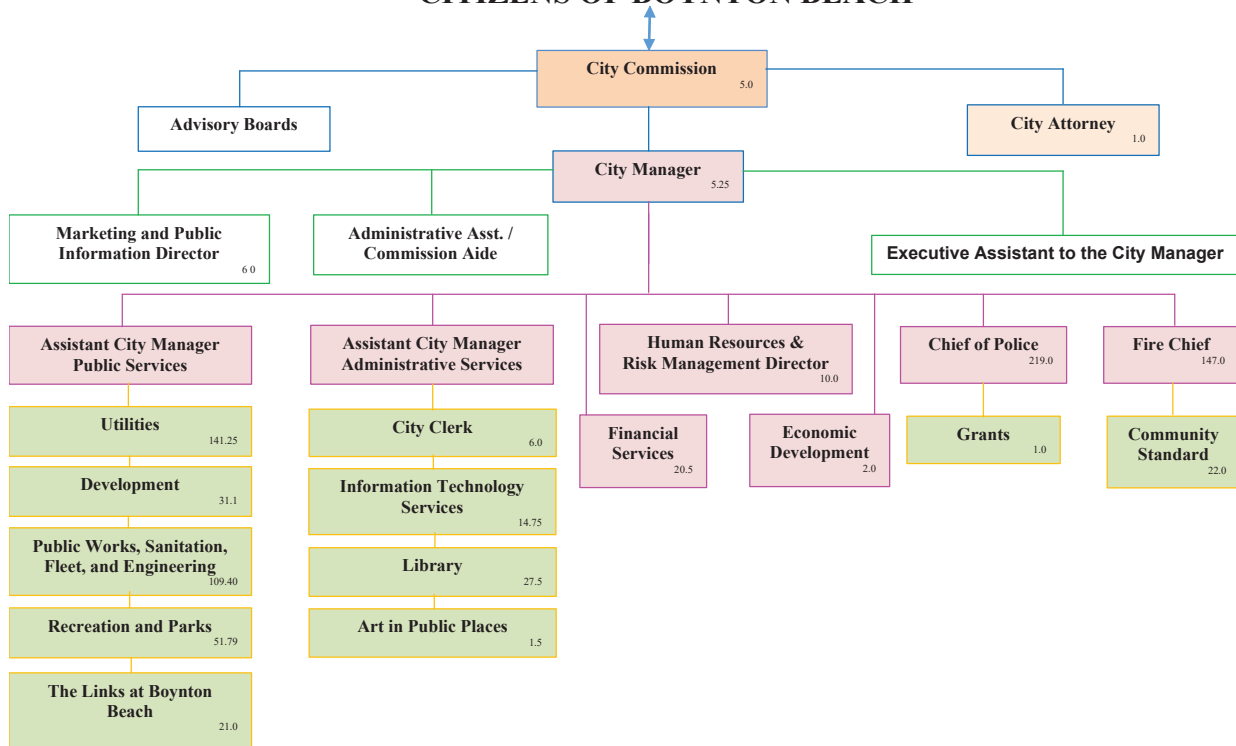 CITIZENS OF BOYNTON BEACH
City Commission
5.0
Advisory Boards
City Attorney
1.0
City Manager
5.25
Marketing and Public
Information Director
6 0
Administrative Asst. /
Commission Aide
Executive Assistant to the City Manager
Assistant City Manager
Public Services
Assistant City Manager
Administrative Services
Human Resources &
Risk Management Director
10.0
Chief of Police
219.0
Fire Chief
147.0
Utilities
141.25
City Clerk
6.0
Financial
Services
20.5
Economic
Development
2.0
Grants
1.0
Community
Standard
22.0
Development
31.1
Information Technology
Services
14.75
Public Works, Sanitation,
Fleet, and Engineering
109.40
Library
27.5
Recreation and Parks
51.79
Art in Public Places
1.5
The Links at Boynton
Beach
21.0